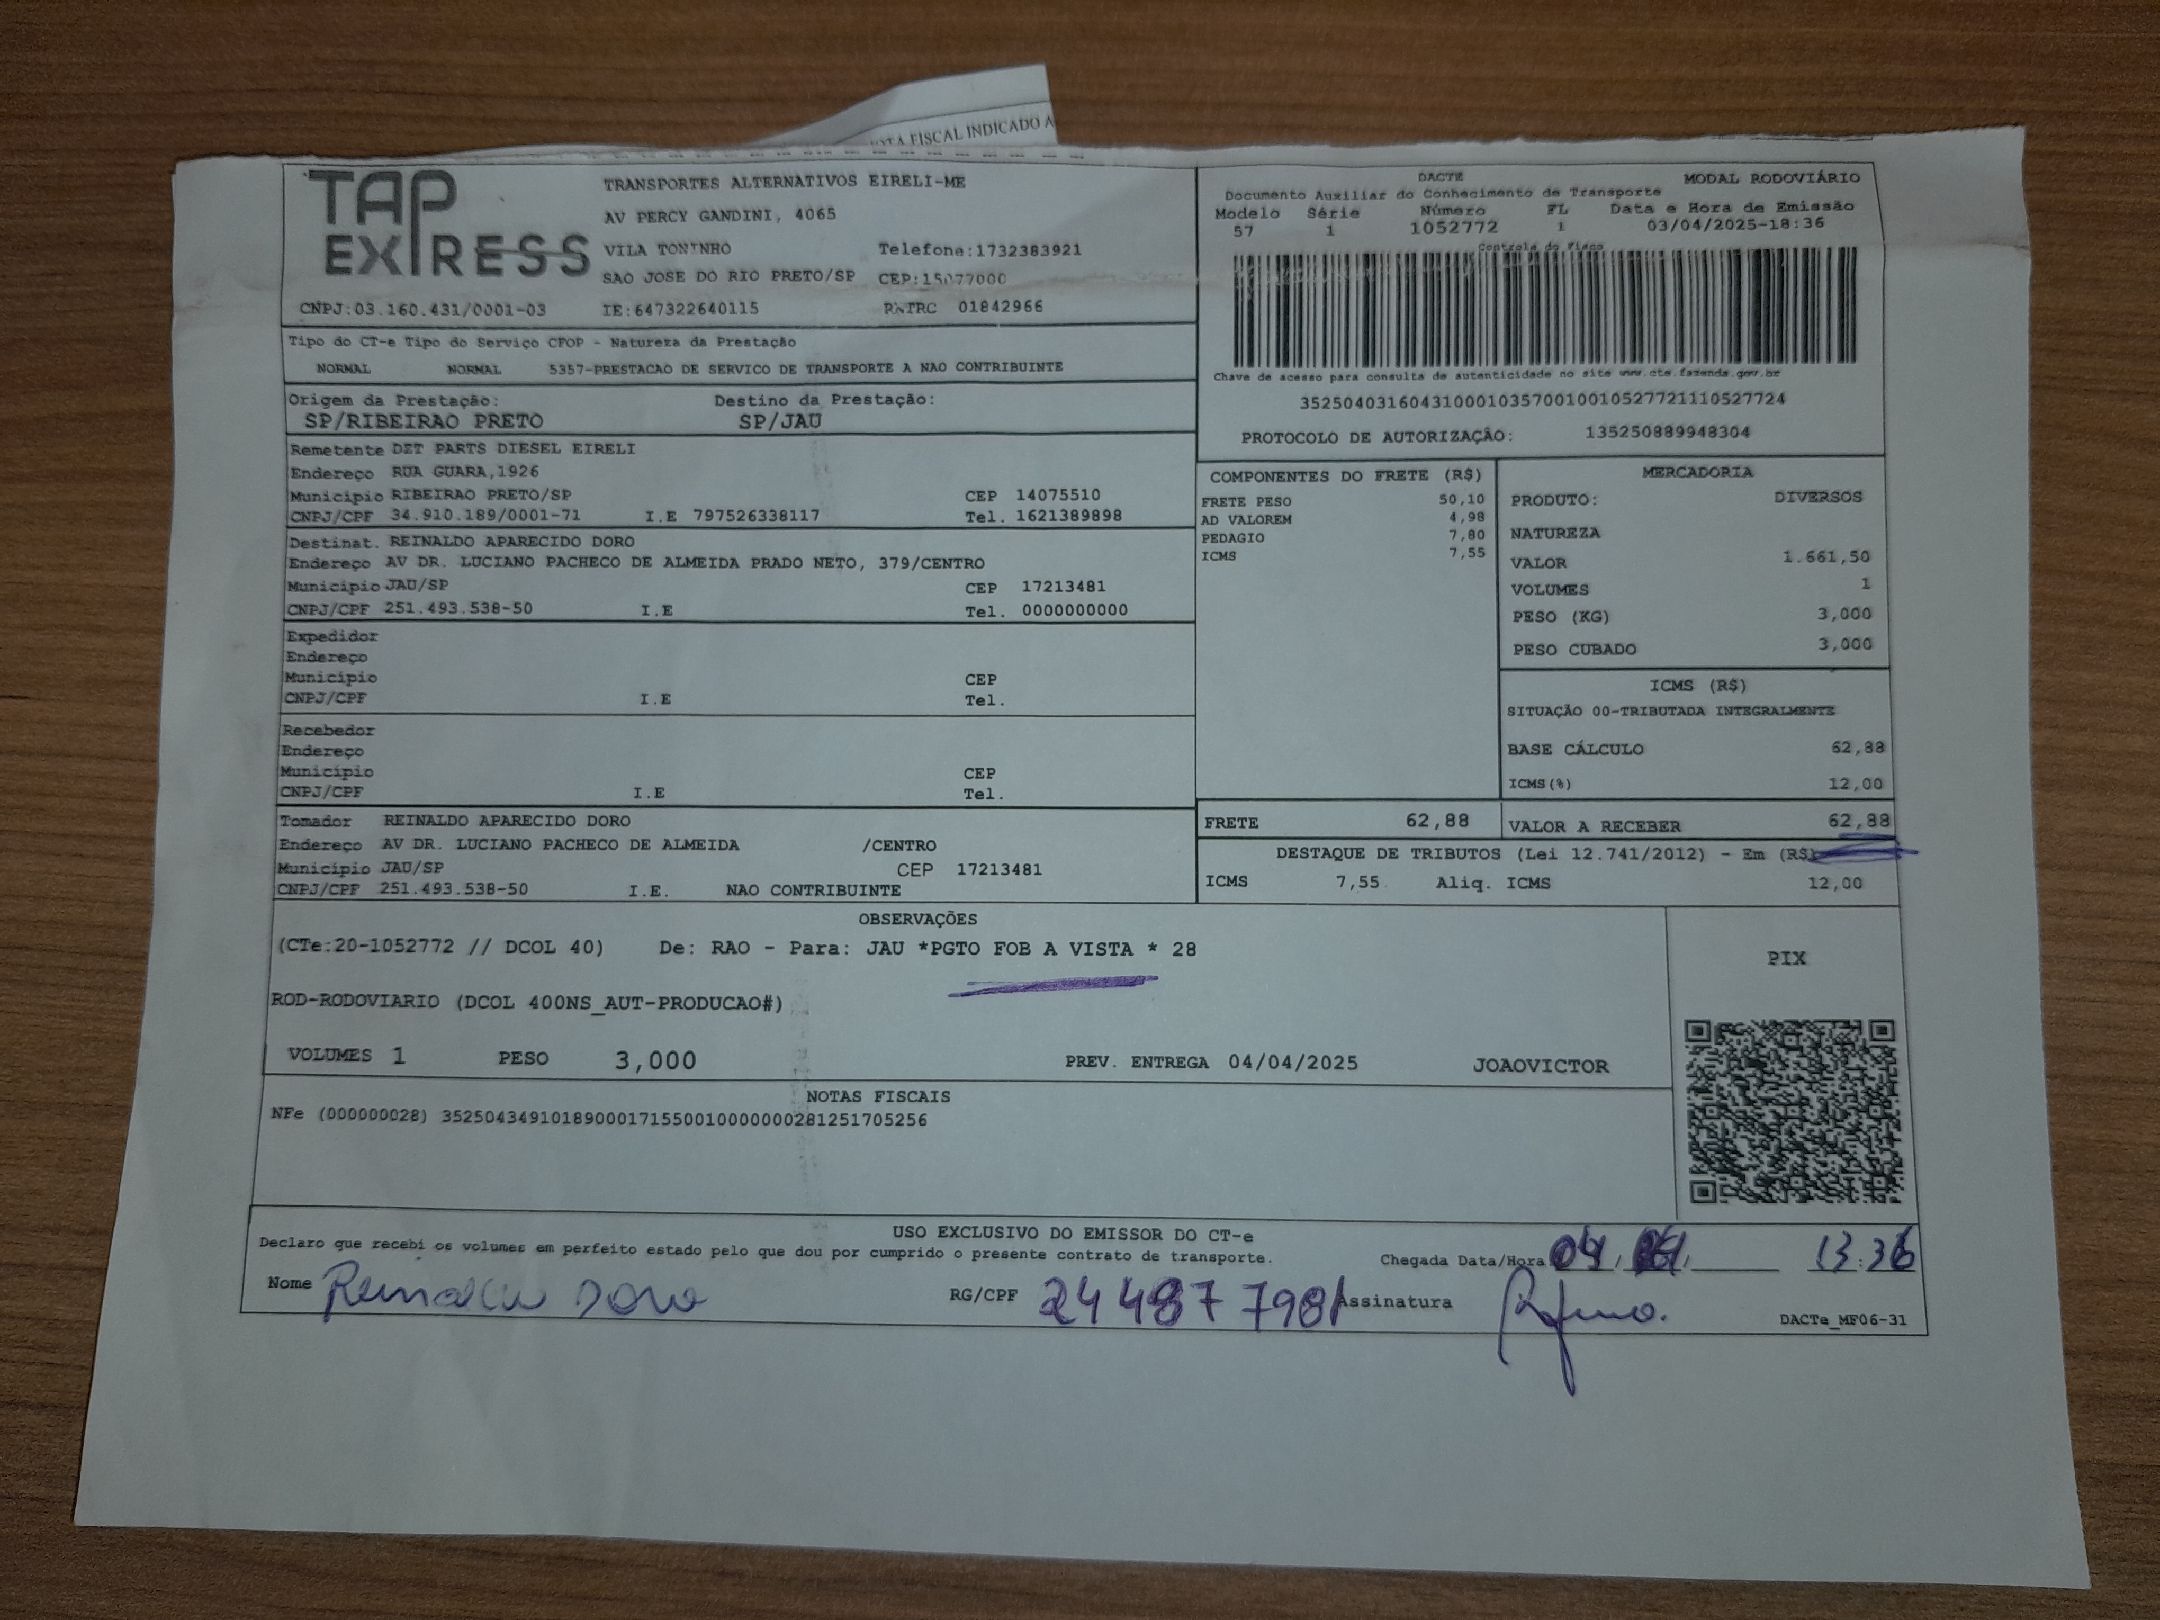 OTA FISCAL INDICADO A
TAP EXPRESS
TRANSPORTES ALTERNATIVOS EIRELI-ME
AV PERCY GANDINI, 4065
VILA TONINHO Telefone:1732383921
SAO JOSE DO RIO PRETO/SP CEP:15077000
CNPJ:03.160.431/0001-03 IE:647322640115 RNTRC 01842966
DACTE MODAL RODOVIÁRIO
Documento Auxiliar do Conhecimento de Transporte
Modelo Série Número FL Data e Hora de Emissão
57 1 1052772 1 03/04/2025-18:36
Controle do Fisco
Chave de acesso para consulta de autenticidade no site www.cte.fazenda.gov.br
35250403160431000103570010010527721110527724
PROTOCOLO DE AUTORIZAÇÃO: 135250889948304
Tipo do CT-e Tipo do Serviço CFOP - Natureza da Prestação
NORMAL NORMAL 5357-PRESTACAO DE SERVICO DE TRANSPORTE A NAO CONTRIBUINTE
Origem da Prestação: Destino da Prestação:
SP/RIBEIRAO PRETO SP/JAU
Remetente DET PARTS DIESEL EIRELI
Endereço RUA GUARA,1926
Município RIBEIRAO PRETO/SP CEP 14075510
CNPJ/CPF 34.910.189/0001-71 I.E 797526338117 Tel. 1621389898
Destinat. REINALDO APARECIDO DORO
Endereço AV DR. LUCIANO PACHECO DE ALMEIDA PRADO NETO, 379/CENTRO
Município JAU/SP CEP 17213481
CNPJ/CPF 251.493.538-50 I.E Tel. 0000000000
Expedidor
Endereço
Município CEP
CNPJ/CPF I.E Tel.
Recebedor
Endereço
Município CEP
CNPJ/CPF I.E Tel.
Tomador REINALDO APARECIDO DORO
Endereço AV DR. LUCIANO PACHECO DE ALMEIDA /CENTRO
Município JAU/SP CEP 17213481
CNPJ/CPF 251.493.538-50 I.E. NAO CONTRIBUINTE
COMPONENTES DO FRETE (R$)
FRETE PESO 50,10
AD VALOREM 4,98
PEDAGIO 7,80
ICMS 7,55
MERCADORIA
PRODUTO: DIVERSOS
NATUREZA
VALOR 1.661,50
VOLUMES 1
PESO (KG) 3,000
PESO CUBADO 3,000
ICMS (R$)
SITUAÇÃO 00-TRIBUTADA INTEGRALMENTE
BASE CÁLCULO 62,88
ICMS(%) 12,00
FRETE 62,88 VALOR A RECEBER 62,88
DESTAQUE DE TRIBUTOS (Lei 12.741/2012) - Em (R$)
ICMS 7,55 Aliq. ICMS 12,00
OBSERVAÇÕES
(CTe:20-1052772 // DCOL 40) De: RAO - Para: JAU *PGTO FOB A VISTA * 28
ROD-RODOVIARIO (DCOL 400NS_AUT-PRODUCAO#)
VOLUMES 1 PESO 3,000 PREV. ENTREGA 04/04/2025 JOAOVICTOR
PIX
NOTAS FISCAIS
NFe (000000028) 35250434910189000171550010000000281251705256
USO EXCLUSIVO DO EMISSOR DO CT-e
Declaro que recebi os volumes em perfeito estado pelo que dou por cumprido o presente contrato de transporte.
Chegada Data/Hora 04 13:36
Nome Reinaldo Doro RG/CPF 24 487 798 Assinatura
DACTe_MF06-31